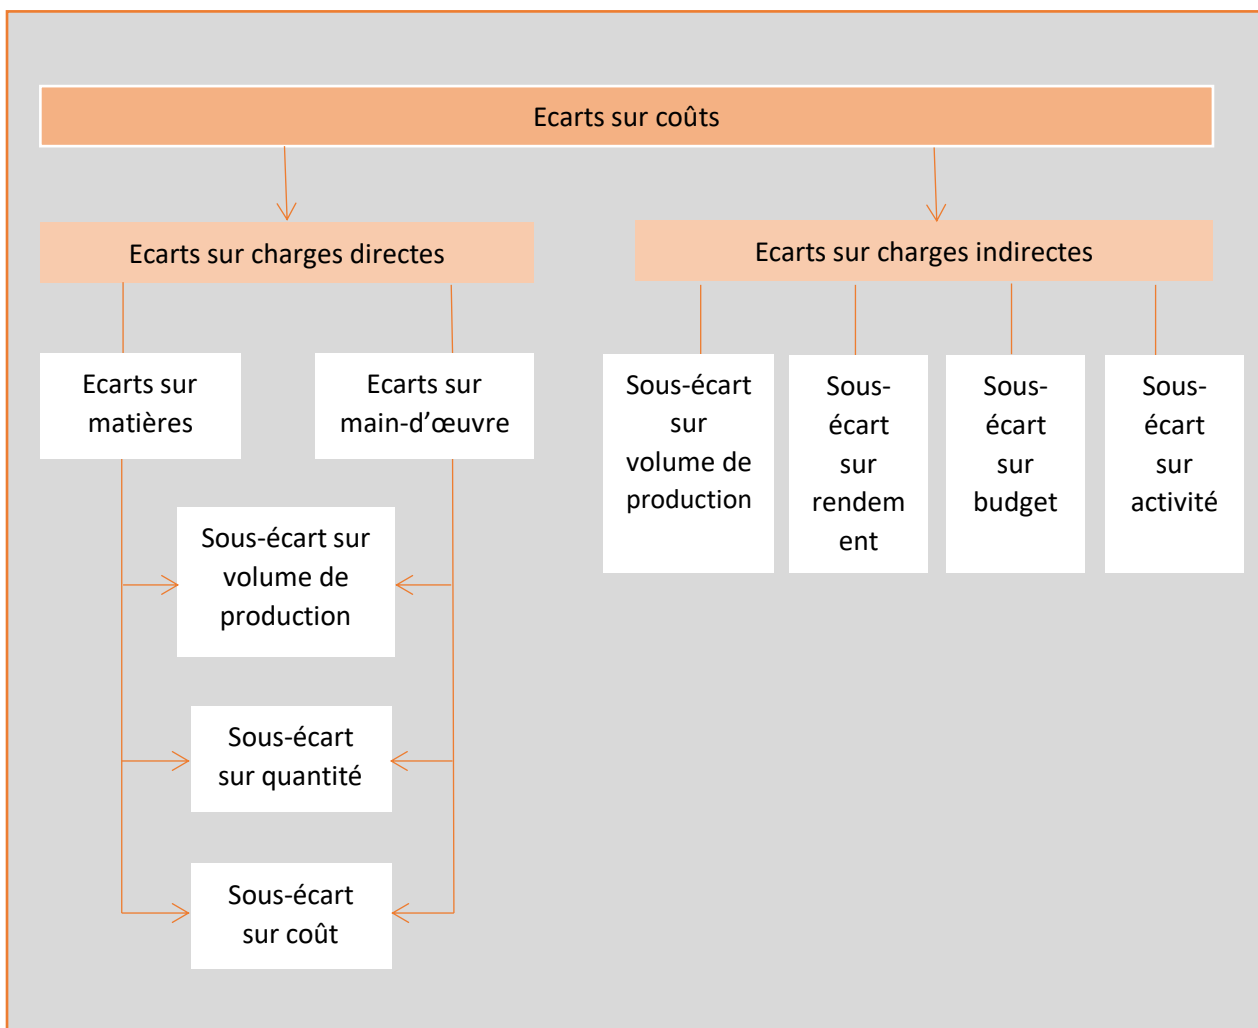 Ecarts sur coûts
Ecarts sur charges directes
Ecarts sur charges indirectes
Ecarts sur
matières
Ecarts sur
main-d’œuvre
Sous-écart
sur
volume de
production
Sous-
écart
sur
rendem
ent
Sous-
écart
sur
budget
Sous-
écart
sur
activité
Sous-écart sur
volume de
production
Sous-écart
sur quantité
Sous-écart
sur coût